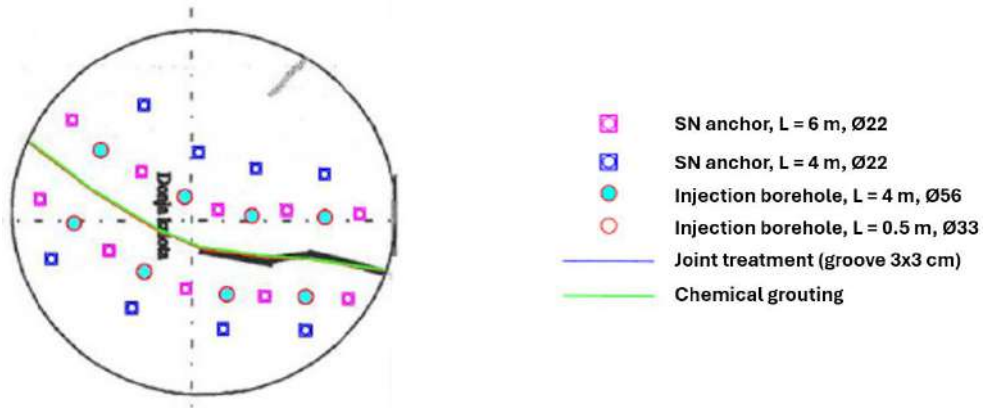 Donja kalota
SN anchor, L = 6 m, Ø22
SN anchor, L = 4 m, Ø22
Injection borehole, L = 4 m, Ø56
Injection borehole, L = 0.5 m, Ø33
Joint treatment (groove 3x3 cm)
Chemical grouting